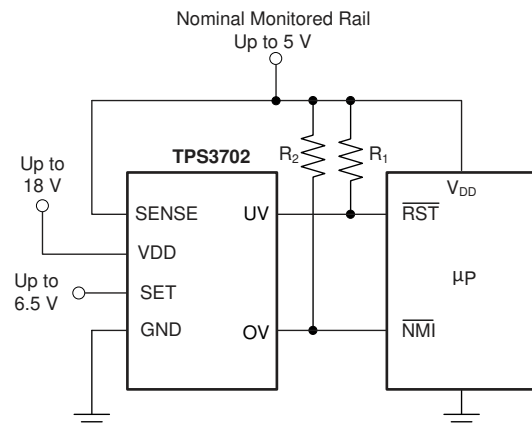 Nominal Monitored Rail
Up to 5 V
TPS3702
R2
R1
Up to
18 V
VDD
SENSE
UV
RST
VDD
VDD
Up to
6.5 V
SET
µP
GND
OV
NMI